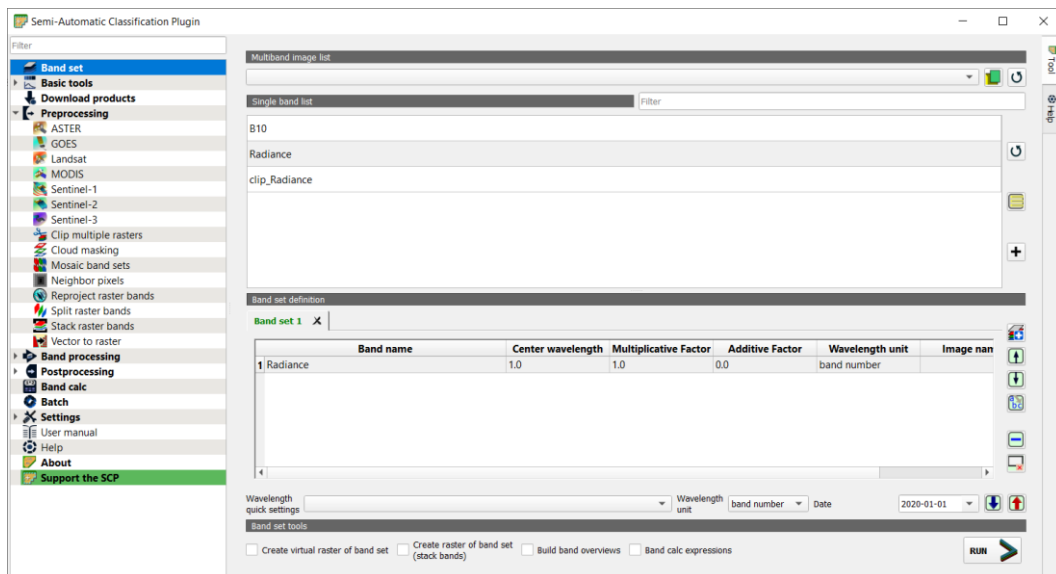 Semi-Automatic Classification Plugin
Filter
Band set
Basic tools
Download products
Preprocessing
ASTER
GOES
Landsat
MODIS
Sentinel-1
Sentinel-2
Sentinel-3
Clip multiple rasters
Cloud masking
Mosaic band sets
Neighbor pixels
Reproject raster bands
Split raster bands
Stack raster bands
Vector to raster
Band processing
Postprocessing
Band calc
Batch
Settings
User manual
Help
About
Support the SCP
Multiband image list
Single band list Filter
B10
Radiance
clip_Radiance
Band set definition
Band set 1 X
Band name Center wavelength Multiplicative Factor Additive Factor Wavelength unit Image nam
1 Radiance 1.0 1.0 0.0 band number
Wavelength
quick settings
Wavelength
unit
band number Date 2020-01-01
Band set tools
Create virtual raster of band set
Create raster of band set
(stack bands)
Build band overviews
Band calc expressions
RUN
Tool
Help